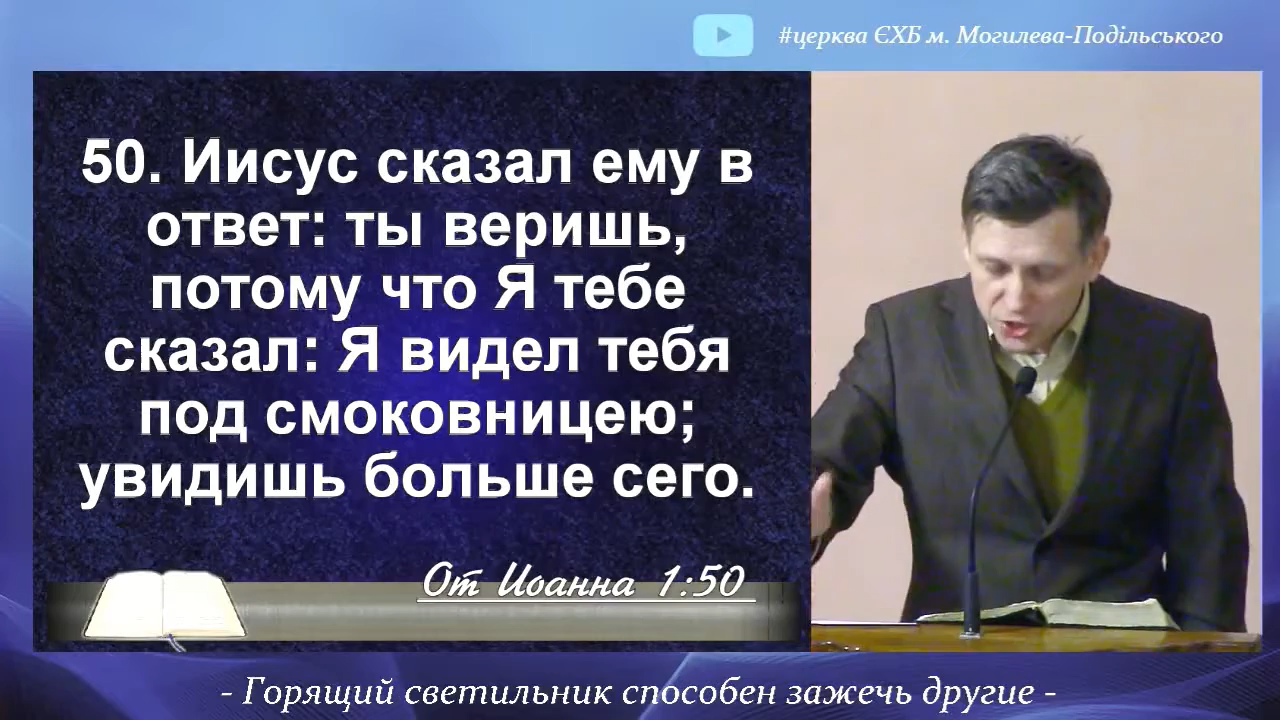 #церква ЄХБ м. Могилева-Подільського
50. Иисус сказал ему в
ответ: ты веришь,
потому что Я тебе
сказал: Я видел тебя
под смоковницею;
увидишь больше сего.
От Иоанна 1:50
- Горящий светильник способен зажечь другие -